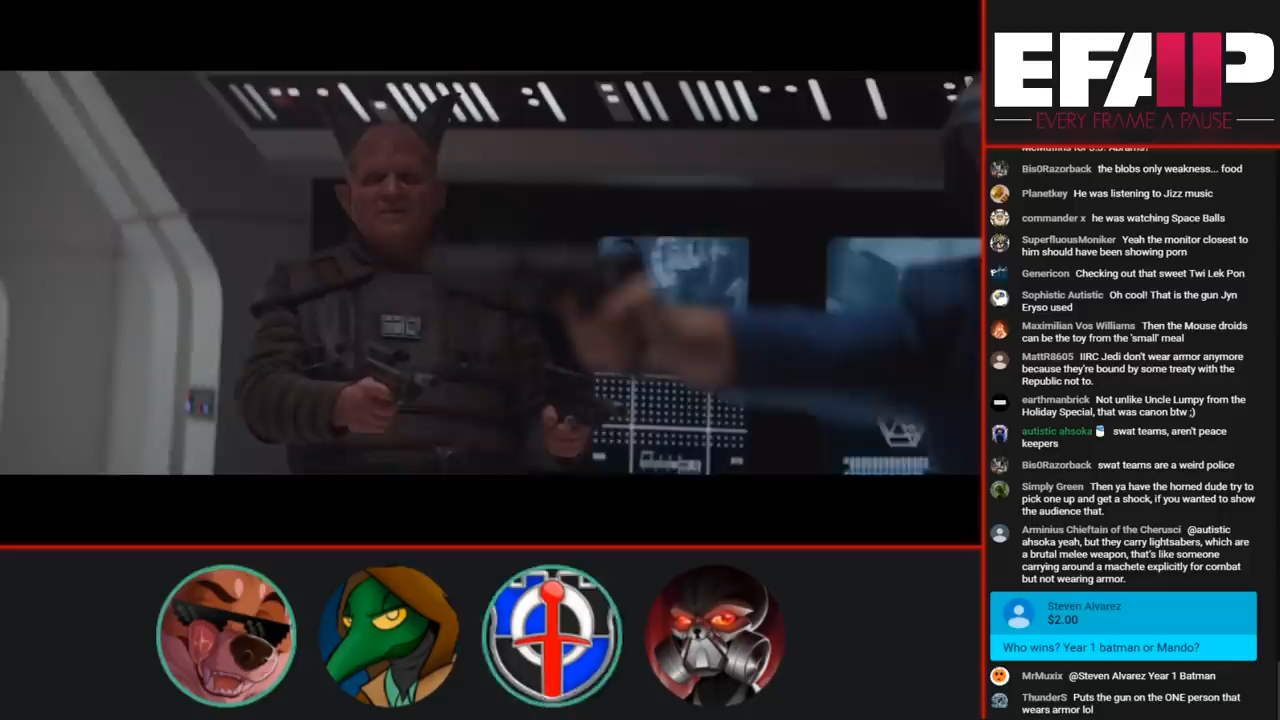 EFAP
EVERY FRAME A PAUSE
McMuffins for J.J. Abrams?
Bis0Razorback the blobs only weakness... food
Planetkey He was listening to Jizz music
commander x he was watching Space Balls
SuperfluousMoniker Yeah the monitor closest to
him should have been showing porn
Genericon Checking out that sweet Twi Lek Pon
Sophistic Autistic Oh cool! That is the gun Jyn
Eryso used
Maximilian Vos Williams Then the Mouse droids
can be the toy from the 'small' meal
MattR8605 IIRC Jedi don't wear armor anymore
because they're bound by some treaty with the
Republic not to.
earthmanbrick Not unlike Uncle Lumpy from the
Holiday Special, that was canon btw ;)
autistic ahsoka swat teams, aren't peace
keepers
Bis0Razorback swat teams are a weird police
Simply Green Then ya have the horned dude try to
pick one up and get a shock, if you wanted to show
the audience that.
Arminius Chieftain of the Cherusci @autistic
ahsoka yeah, but they carry lightsabers, which are
a brutal melee weapon, that's like someone
carrying around a machete explicitly for combat
but not wearing armor.
Steven Alvarez
$2.00
Who wins? Year 1 batman or Mando?
MrMuxix @Steven Alvarez Year 1 Batman
ThunderS Puts the gun on the ONE person that
wears armor lol